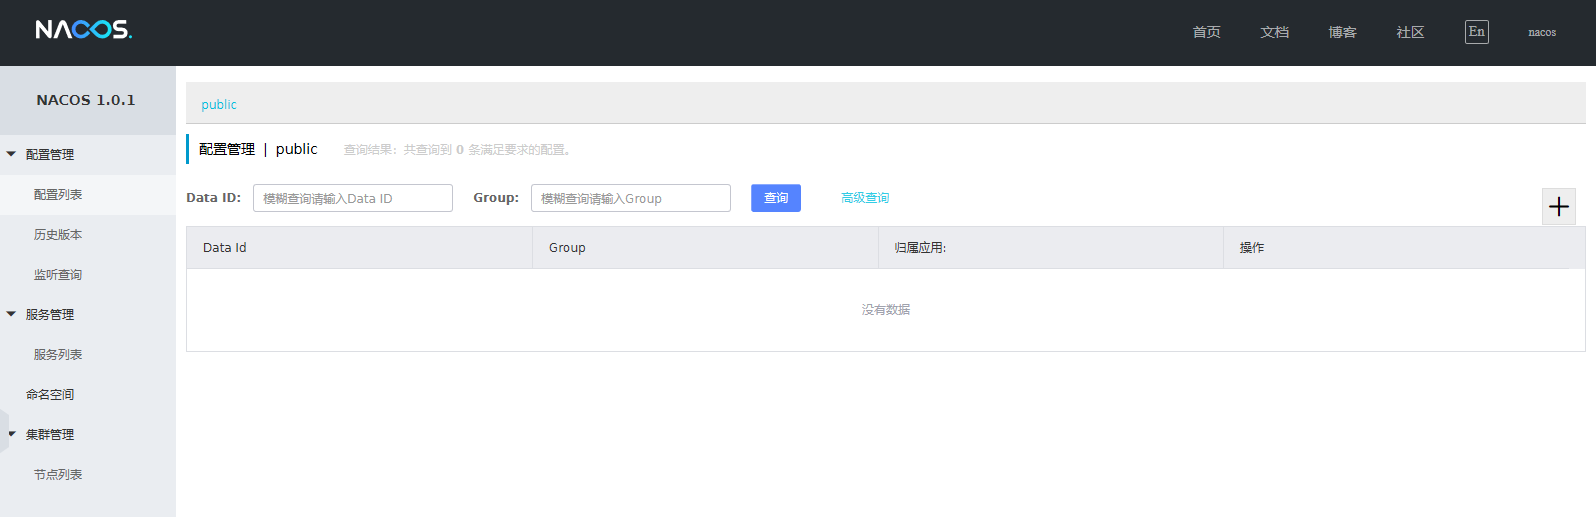 NACOS.
首页 文档 博客 社区 En nacos
NACOS 1.0.1
配置管理
配置列表
历史版本
监听查询
服务管理
服务列表
命名空间
集群管理
节点列表
public
配置管理 | public 查询结果：共查询到 0 条满足要求的配置。
Data ID: 模糊查询请输入Data ID Group: 模糊查询请输入Group 查询 高级查询
Data Id Group 归属应用: 操作
没有数据